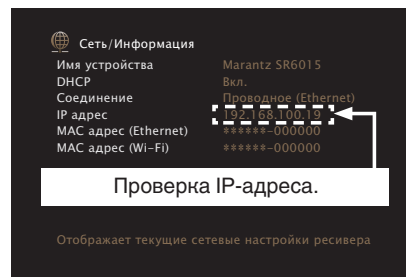 Сеть/Информация
Имя устройства Marantz SR6015
DHCP Вкл.
Соединение Проводное (Ethernet)
IP адрес 192.168.100.19
MAC адрес (Ethernet) ******-000000
MAC адрес (Wi-Fi) ******-000000
Проверка IP-адреса.
Отображает текущие сетевые настройки ресивера